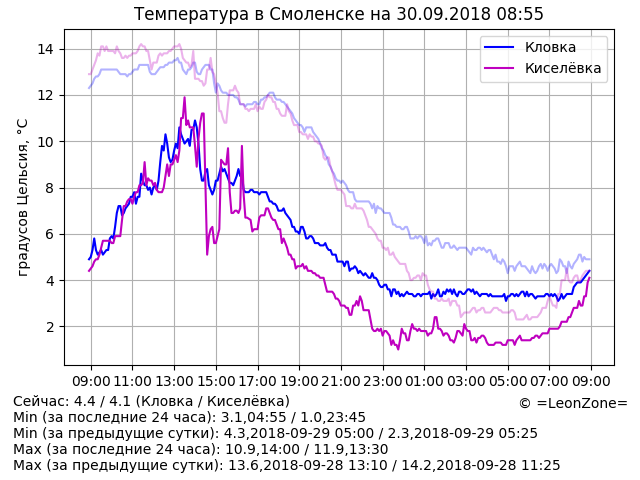 Температура в Смоленске на 30.09.2018 08:55
Кловка
Киселёвка
градусов Цельсия, °C
14
12
10
8
6
4
2
09:00 11:00 13:00 15:00 17:00 19:00 21:00 23:00 01:00 03:00 05:00 07:00 09:00
Сейчас: 4.4 / 4.1 (Кловка / Киселёвка)
© =LeonZone=
Min (за последние 24 часа): 3.1,04:55 / 1.0,23:45
Min (за предыдущие сутки): 4.3,2018-09-29 05:00 / 2.3,2018-09-29 05:25
Max (за последние 24 часа): 10.9,14:00 / 11.9,13:30
Max (за предыдущие сутки): 13.6,2018-09-28 13:10 / 14.2,2018-09-28 11:25